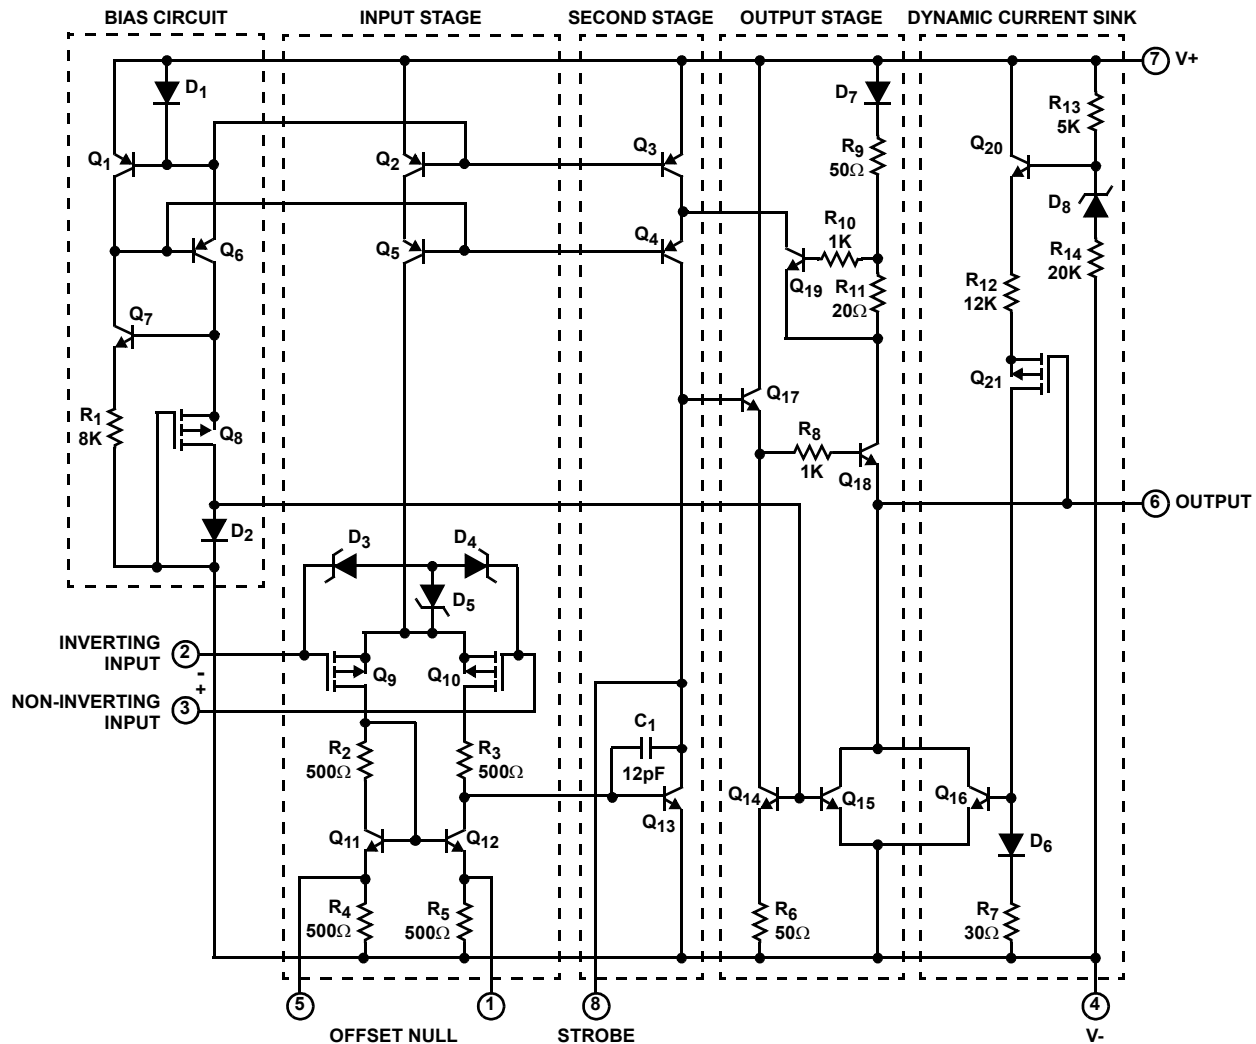 BIAS CIRCUIT
INPUT STAGE
SECOND STAGE
OUTPUT STAGE
DYNAMIC CURRENT SINK
7 V+
D1
D7
R13
5K
Q1
Q2
Q3
R9
50Ω
Q20
D8
Q6
Q5
Q4
R10
1K
R14
20K
Q19
R11
20Ω
R12
12K
Q7
Q21
R1
8K
Q8
Q17
R8
1K
Q18
6 OUTPUT
D2
D3
D4
D5
INVERTING
INPUT
2
-
+
NON-INVERTING
INPUT
3
Q9
Q10
R2
500Ω
R3
500Ω
C1
12pF
Q13
Q14
Q15
Q16
Q11
Q12
D6
R4
500Ω
R5
500Ω
R6
50Ω
R7
30Ω
5
1
8
4
OFFSET NULL
STROBE
V-